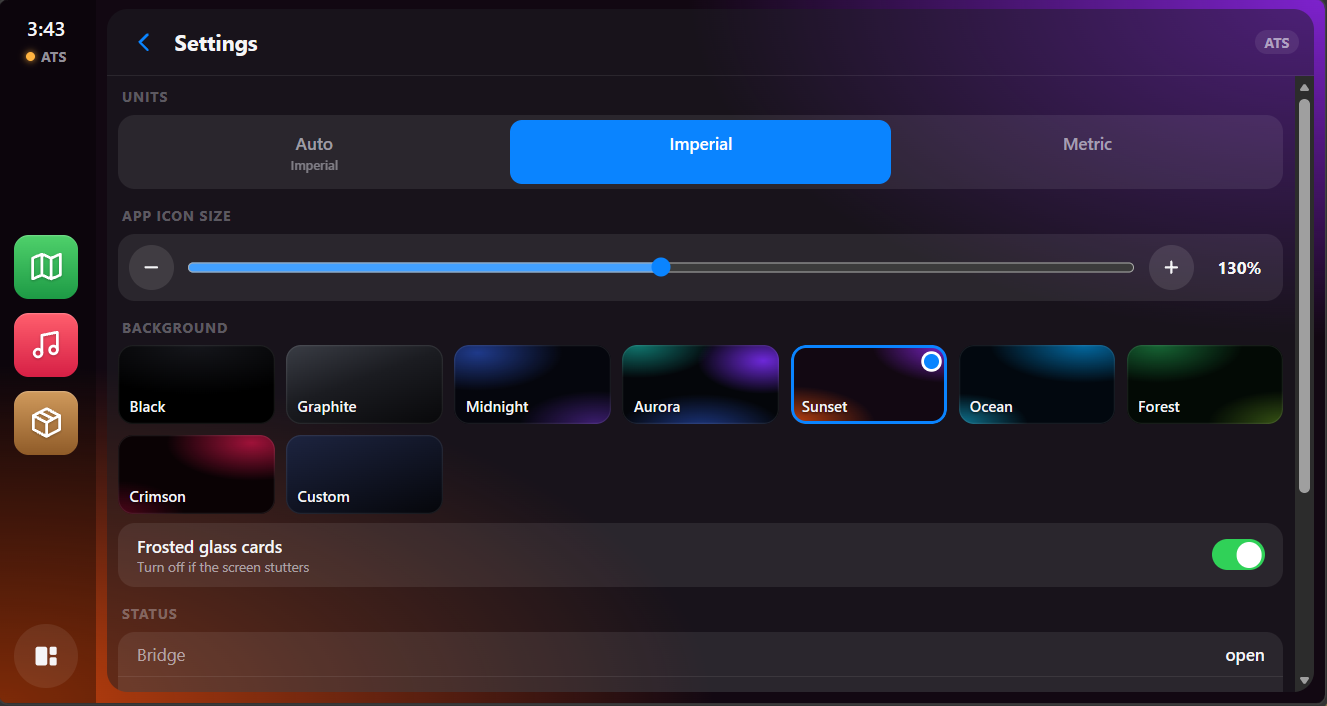 3:43
ATS
Settings
ATS
UNITS
Auto
Imperial
Imperial
Metric
APP ICON SIZE
130%
BACKGROUND
Black
Graphite
Midnight
Aurora
Sunset
Ocean
Forest
Crimson
Custom
Frosted glass cards
Turn off if the screen stutters
STATUS
Bridge
open